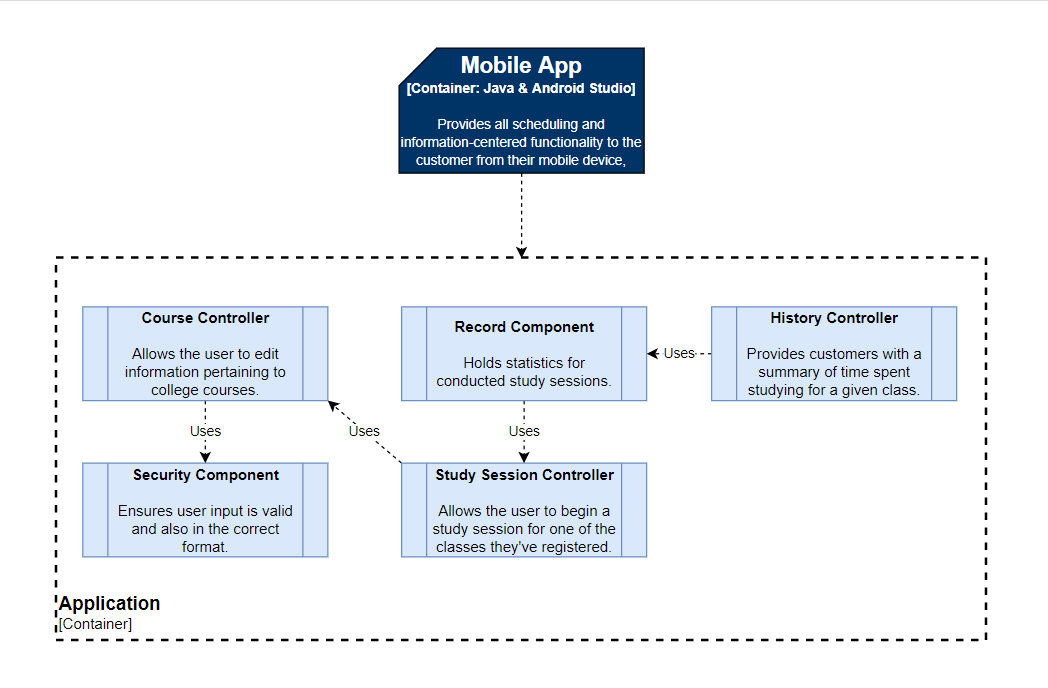 Mobile App
[Container: Java & Android Studio]
Provides all scheduling and
information-centered functionality to the
customer from their mobile device,
Course Controller
Allows the user to edit
information pertaining to
college courses.
Record Component
Holds statistics for
conducted study sessions.
Uses
History Controller
Provides customers with a
summary of time spent
studying for a given class.
Uses
Uses
Uses
Security Component
Ensures user input is valid
and also in the correct
format.
Study Session Controller
Allows the user to begin a
study session for one of the
classes they've registered.
Application
[Container]